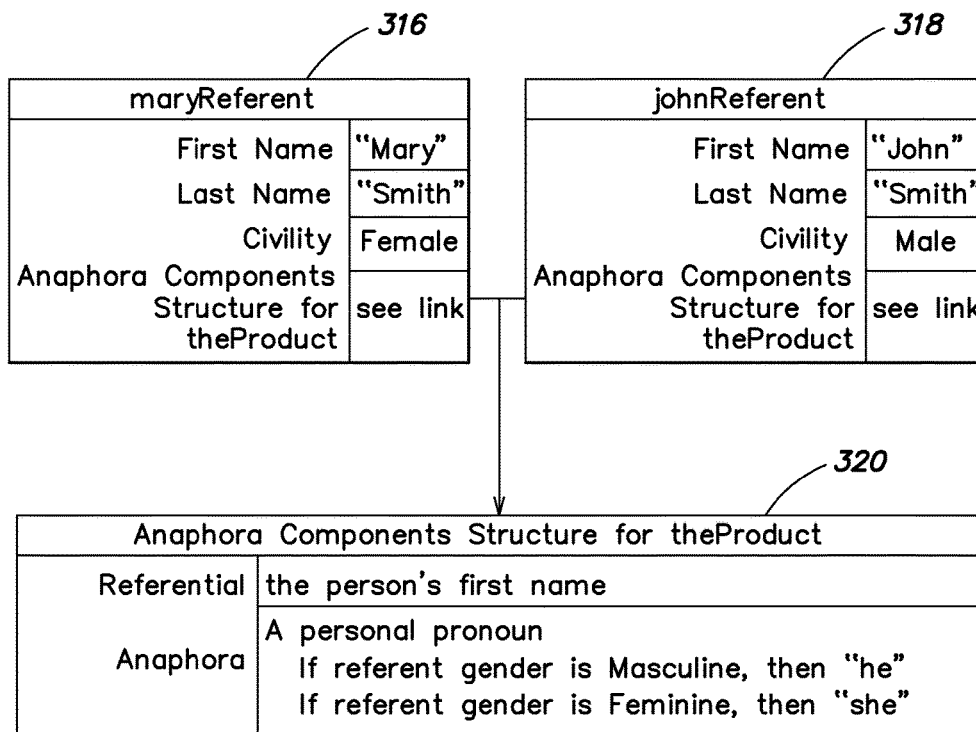 316
318
maryReferent
First Name "Mary"
Last Name "Smith"
Civility Female
Anaphora Components
Structure for see link
theProduct
johnReferent
First Name "John"
Last Name "Smith"
Civility Male
Anaphora Components
Structure for see link
theProduct
320
Anaphora Components Structure for theProduct
Referential the person's first name
Anaphora A personal pronoun
If referent gender is Masculine, then "he"
If referent gender is Feminine, then "she"